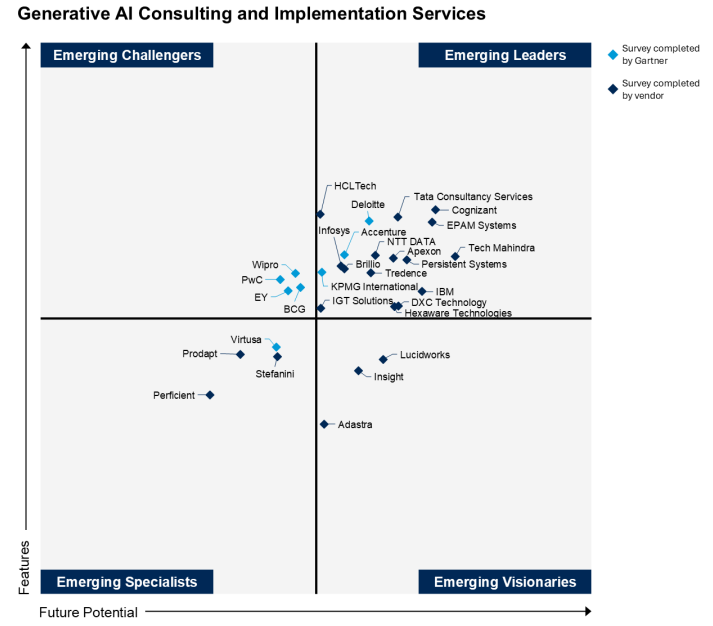 Generative AI Consulting and Implementation Services
Emerging Challengers
Emerging Leaders
Survey completed
by Gartner
Survey completed
by vendor
HCLTech
Deloitte
Tata Consultancy Services
Cognizant
EPAM Systems
Infosys
Accenture
NTT DATA
Apexon
Tech Mahindra
Wipro
Brillio
Persistent Systems
Tredence
PwC
KPMG International
EY
BCG
IBM
IGT Solutions
DXC Technology
Hexaware Technologies
Virtusa
Prodapt
Stefanini
Lucidworks
Insight
Perficient
Adastra
Features
Emerging Specialists
Emerging Visionaries
Future Potential